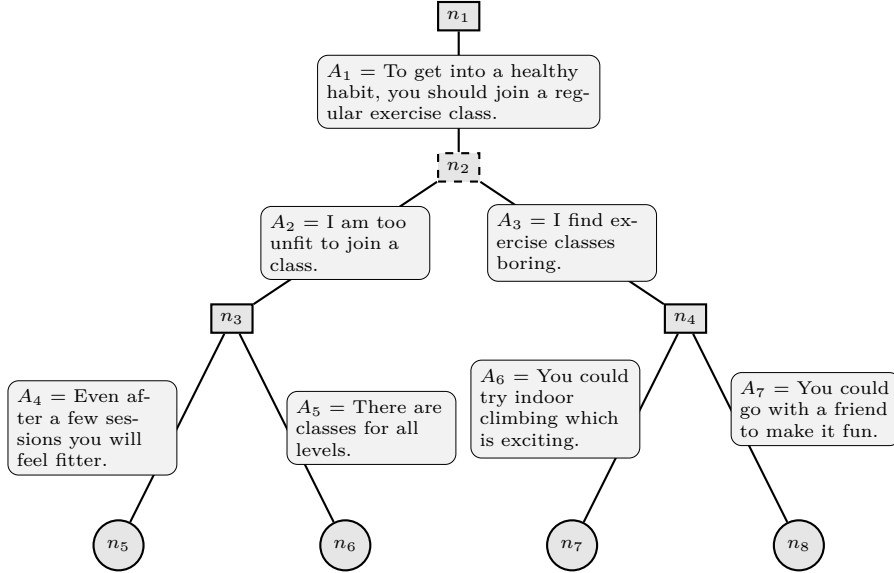 n₁
A₁ = To get into a healthy
habit, you should join a reg-
ular exercise class.
n₂
A₂ = I am too
unfit to join a
class.
A₃ = I find ex-
ercise classes
boring.
n₃
n₄
A₄ = Even af-
ter a few ses-
sions you will
feel fitter.
A₅ = There are
classes for all
levels.
A₆ = You could
try indoor
climbing which
is exciting.
A₇ = You could
go with a friend
to make it fun.
n₅
n₆
n₇
n₈